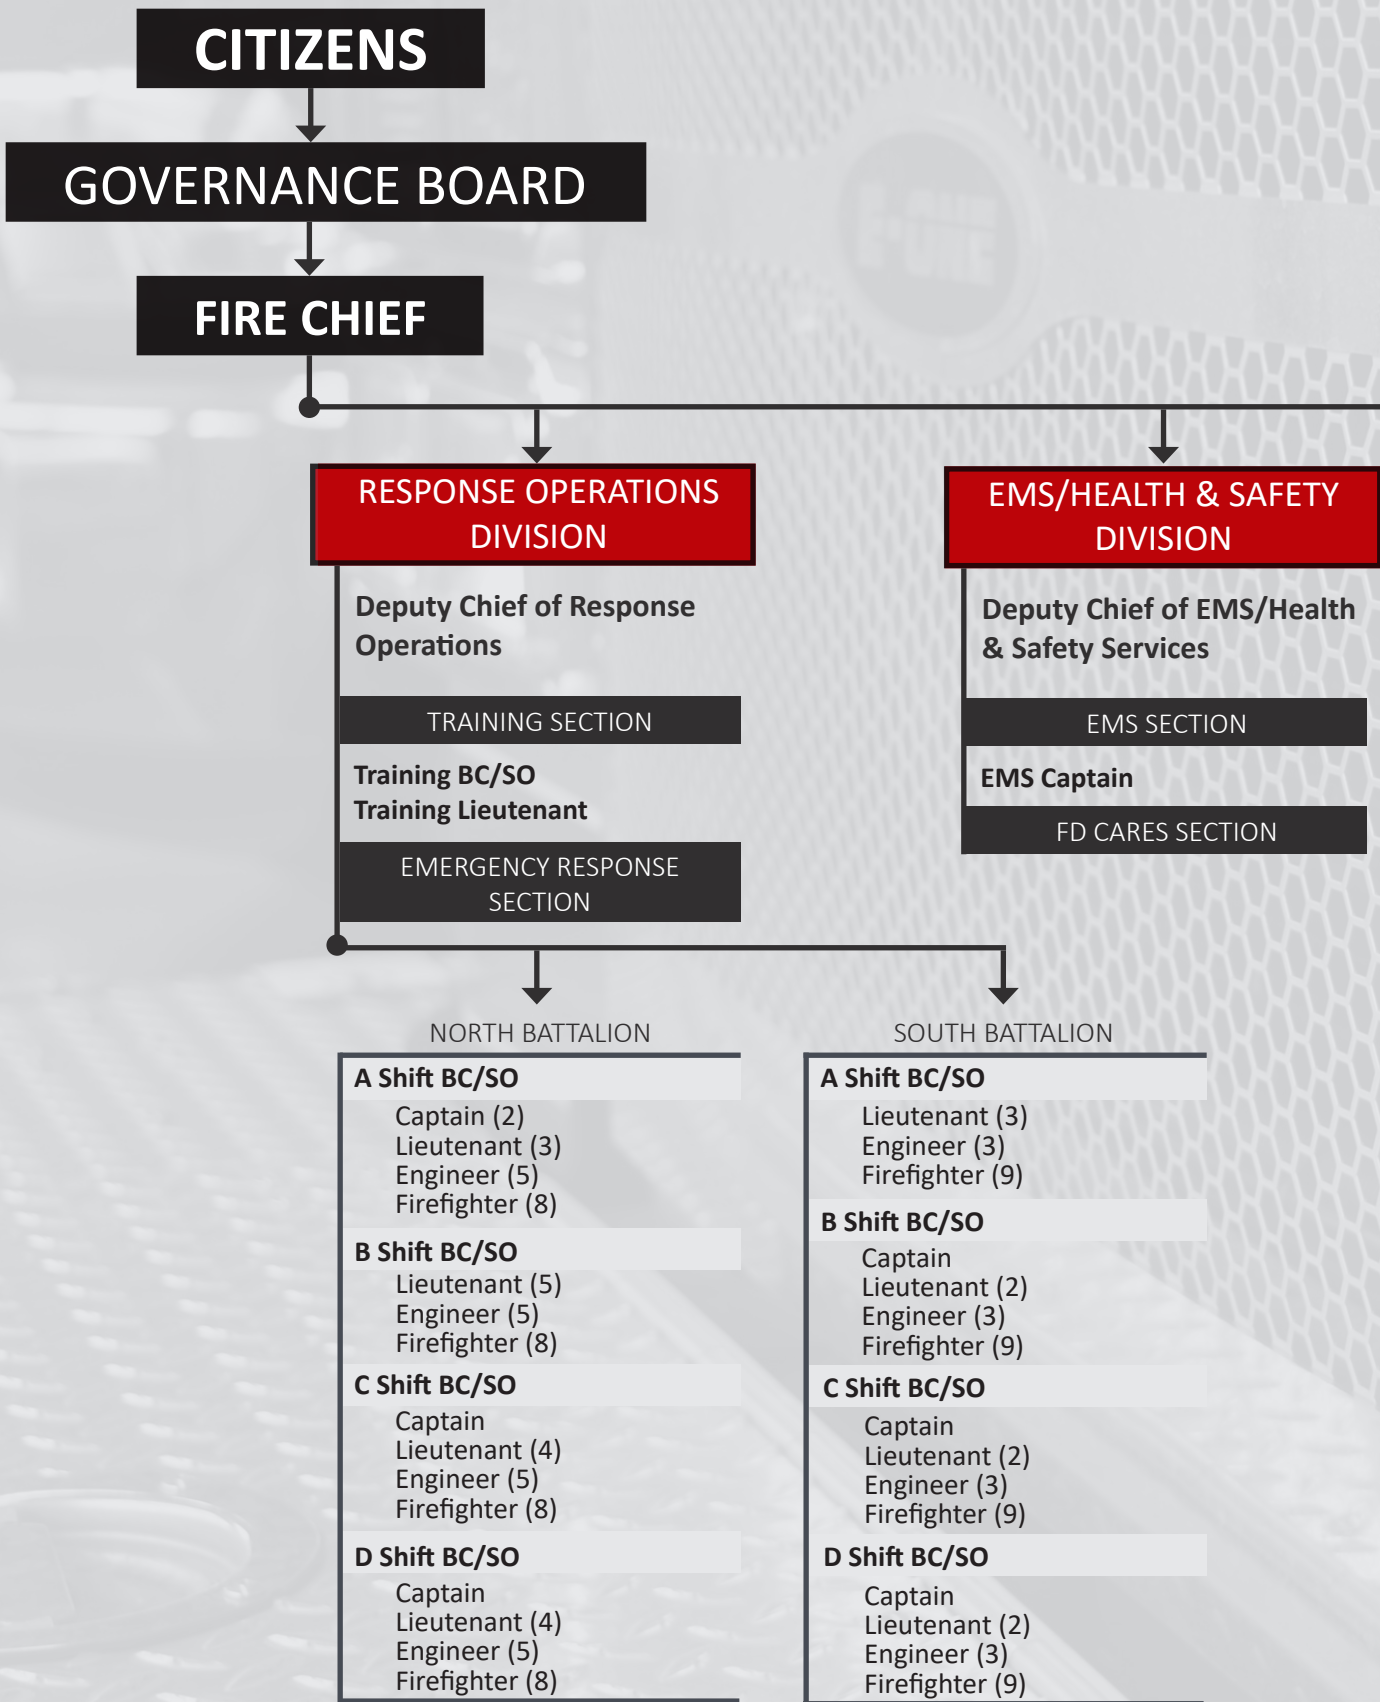 CITIZENS
GOVERNANCE BOARD
FIRE CHIEF
RESPONSE OPERATIONS
DIVISION
Deputy Chief of Response
Operations
TRAINING SECTION
Training BC/SO
Training Lieutenant
EMERGENCY RESPONSE
SECTION
EMS/HEALTH & SAFETY
DIVISION
Deputy Chief of EMS/Health
& Safety Services
EMS SECTION
EMS Captain
FD CARES SECTION
NORTH BATTALION
A Shift BC/SO
Captain (2)
Lieutenant (3)
Engineer (5)
Firefighter (8)
B Shift BC/SO
Lieutenant (5)
Engineer (5)
Firefighter (8)
C Shift BC/SO
Captain
Lieutenant (4)
Engineer (5)
Firefighter (8)
D Shift BC/SO
Captain
Lieutenant (4)
Engineer (5)
Firefighter (8)
SOUTH BATTALION
A Shift BC/SO
Lieutenant (3)
Engineer (3)
Firefighter (9)
B Shift BC/SO
Captain
Lieutenant (2)
Engineer (3)
Firefighter (9)
C Shift BC/SO
Captain
Lieutenant (2)
Engineer (3)
Firefighter (9)
D Shift BC/SO
Captain
Lieutenant (2)
Engineer (3)
Firefighter (9)